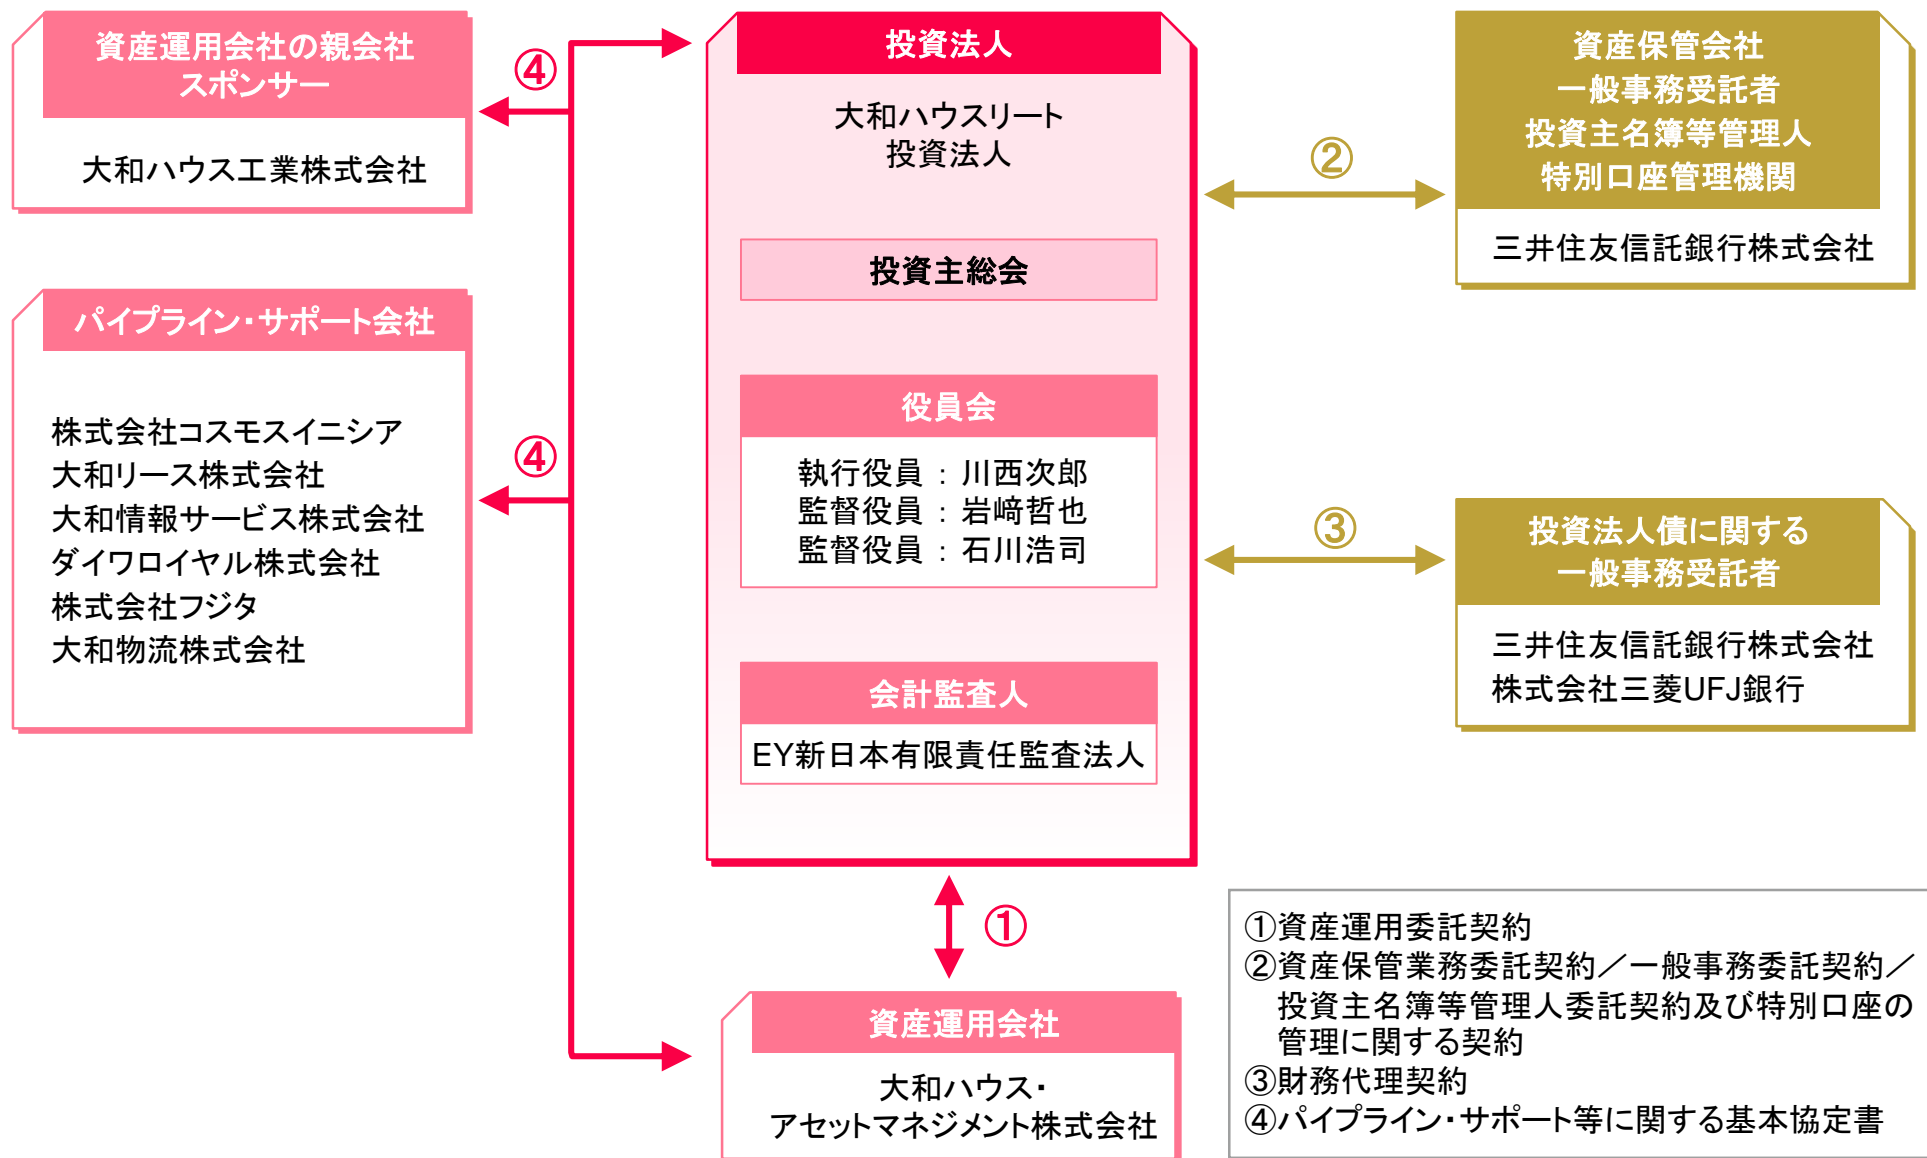 資産運用会社の親会社
スポンサー
大和ハウス工業株式会社
④
パイプライン・サポート会社
株式会社コスモスイニシア
大和リース株式会社
大和情報サービス株式会社
ダイワロイヤル株式会社
株式会社フジタ
大和物流株式会社
④
投資法人
大和ハウスリート
投資法人
投資主総会
役員会
執行役員 : 川西次郎
監督役員 : 岩﨑哲也
監督役員 : 石川浩司
会計監査人
EY新日本有限責任監査法人
①
資産運用会社
大和ハウス・
アセットマネジメント株式会社
②
資産保管会社
一般事務受託者
投資主名簿等管理人
特別口座管理機関
三井住友信託銀行株式会社
③
投資法人債に関する
一般事務受託者
三井住友信託銀行株式会社
株式会社三菱UFJ銀行
①資産運用委託契約
②資産保管業務委託契約／一般事務委託契約／
投資主名簿等管理人委託契約及び特別口座の
管理に関する契約
③財務代理契約
④パイプライン・サポート等に関する基本協定書